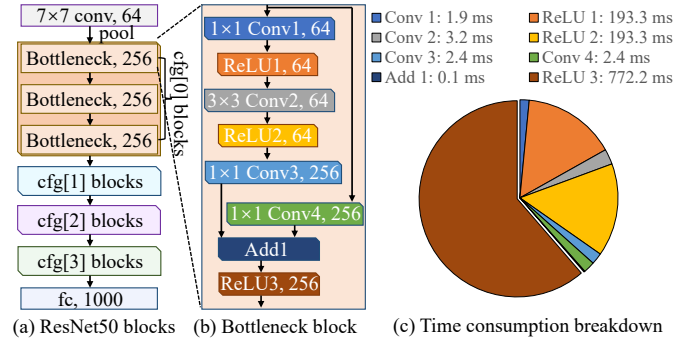 7×7 conv, 64
pool
Bottleneck, 256
Bottleneck, 256
Bottleneck, 256
cfg[0] blocks
cfg[1] blocks
cfg[2] blocks
cfg[3] blocks
fc, 1000
(a) ResNet50 blocks
1×1 Conv1, 64
ReLU1, 64
3×3 Conv2, 64
ReLU2, 64
1×1 Conv3, 256
1×1 Conv4, 256
Add1
ReLU3, 256
(b) Bottleneck block
Conv 1: 1.9 ms
ReLU 1: 193.3 ms
Conv 2: 3.2 ms
ReLU 2: 193.3 ms
Conv 3: 2.4 ms
Conv 4: 2.4 ms
Add 1: 0.1 ms
ReLU 3: 772.2 ms
(c) Time consumption breakdown